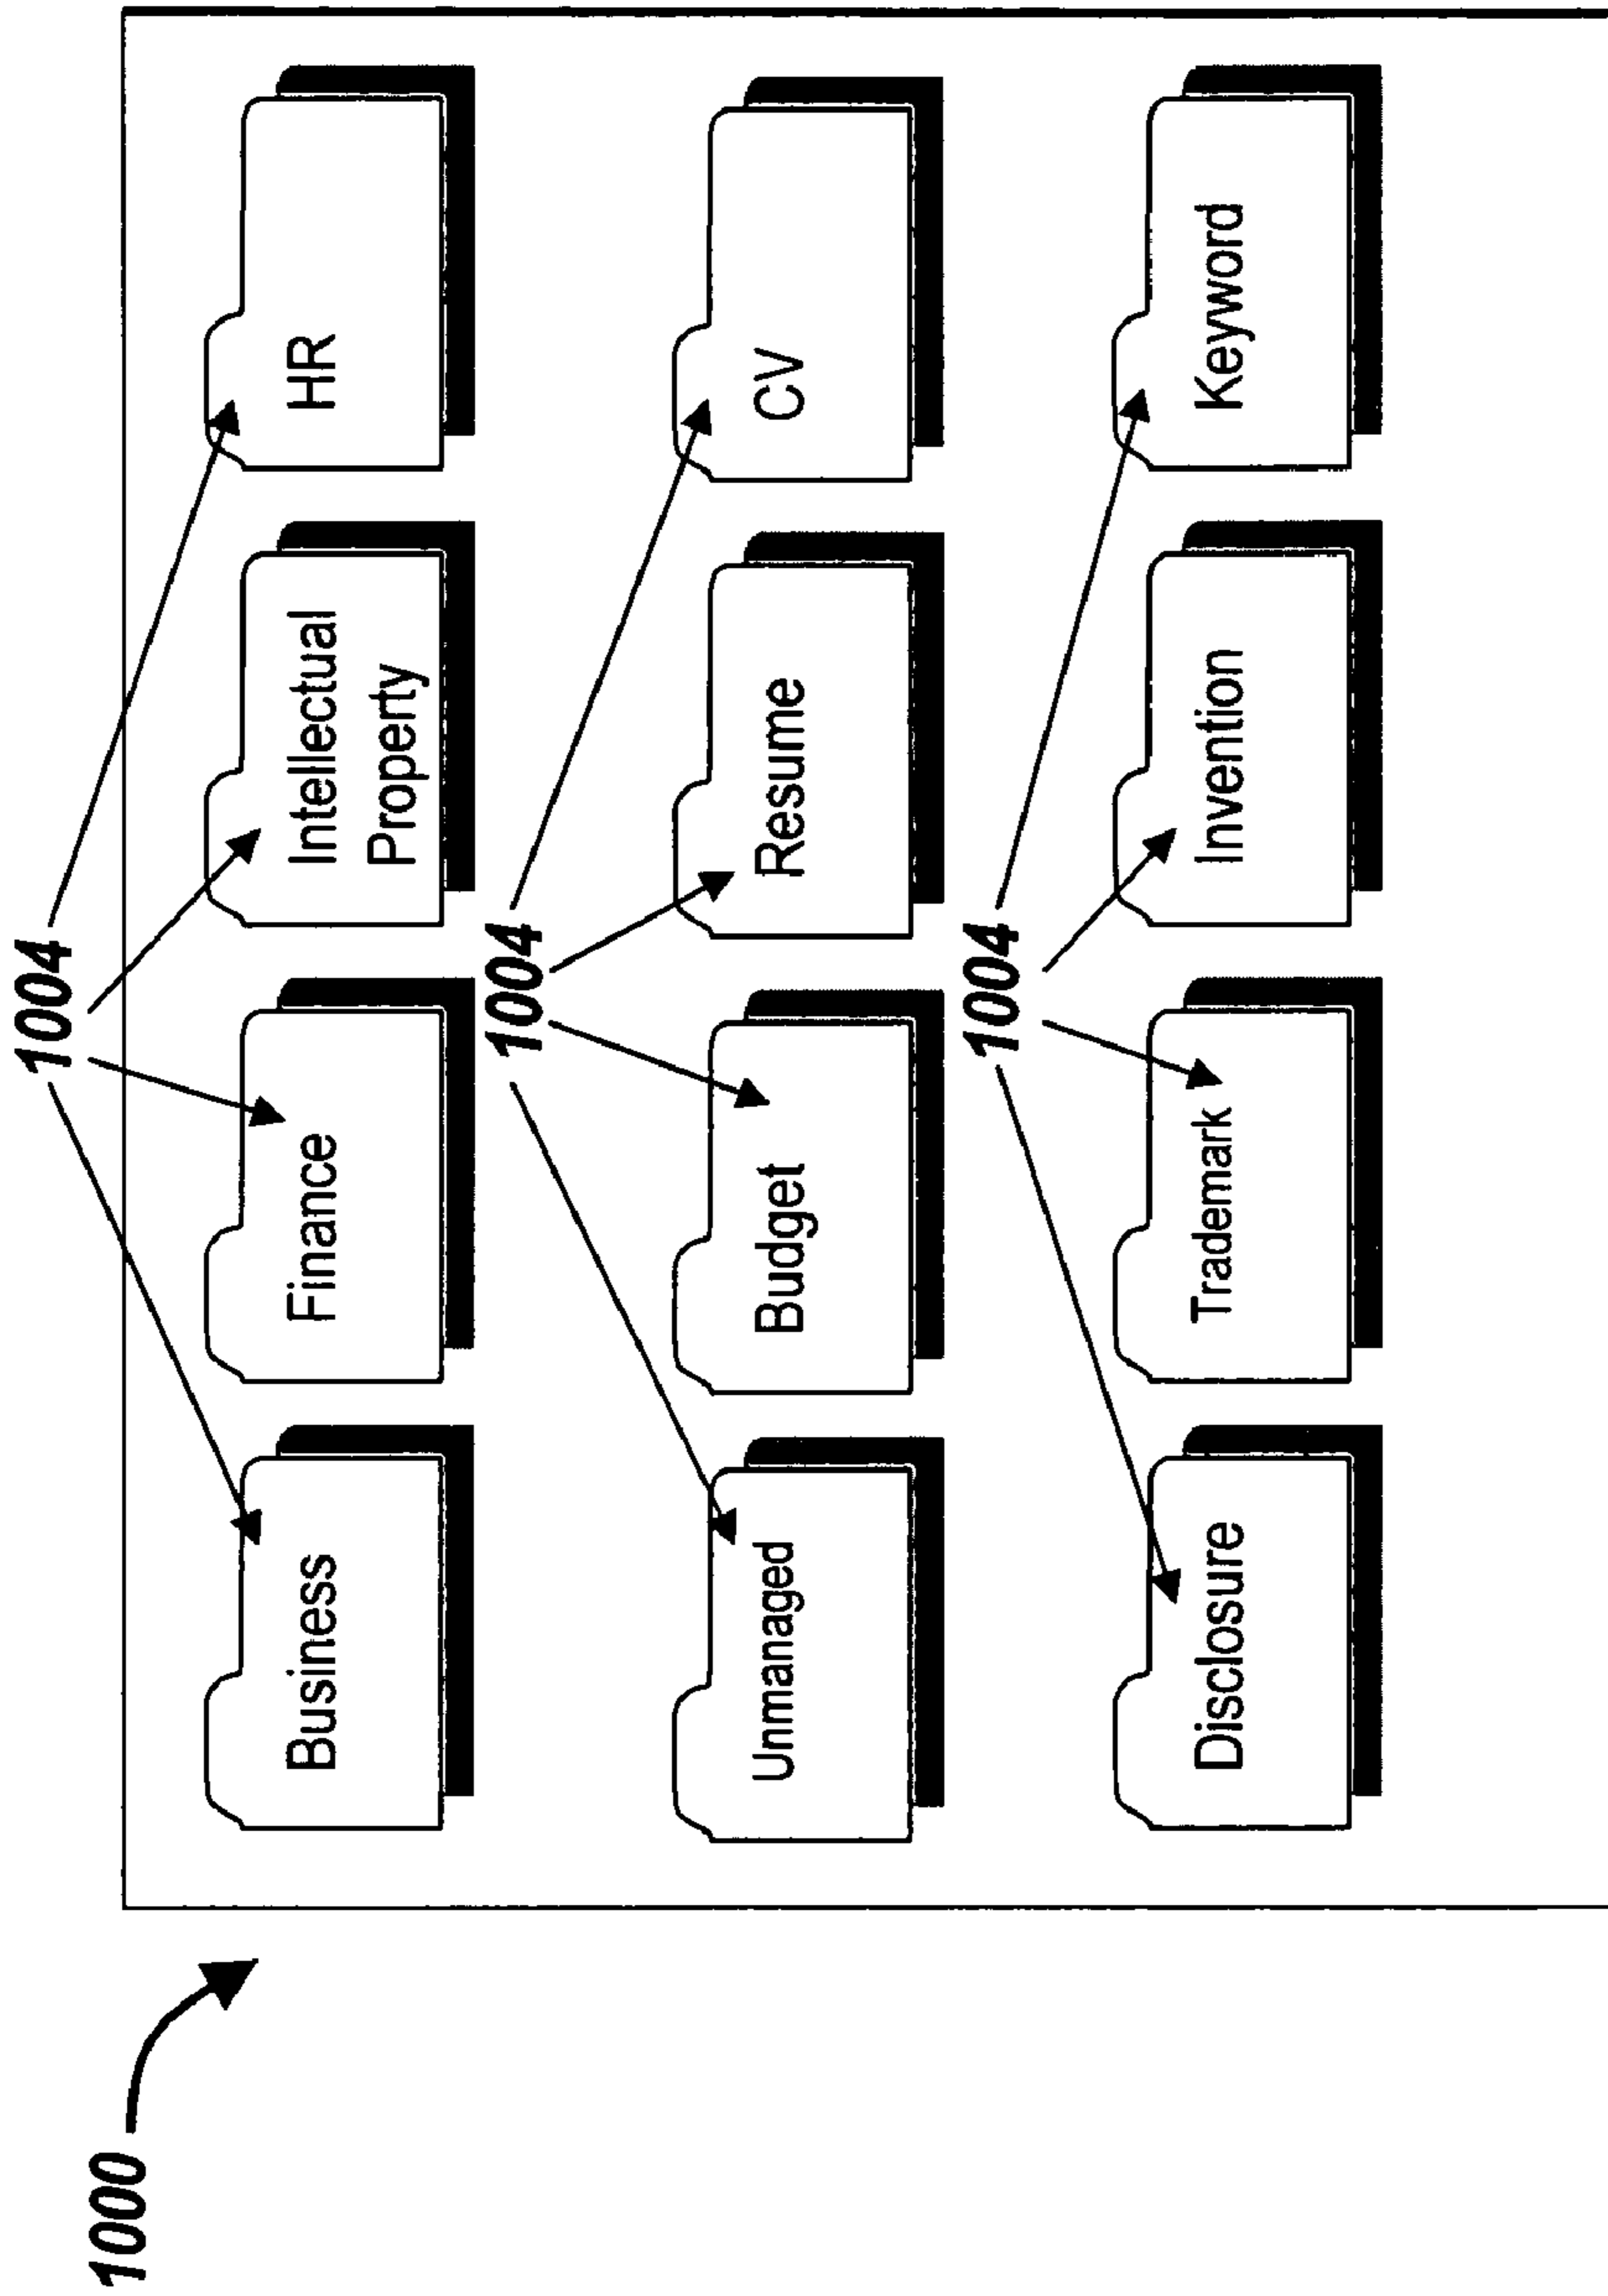 1000
1004
Business
Finance
Intellectual
Property
HR
1004
Unmanaged
Budget
Resume
CV
1004
Disclosure
Trademark
Invention
Keyword